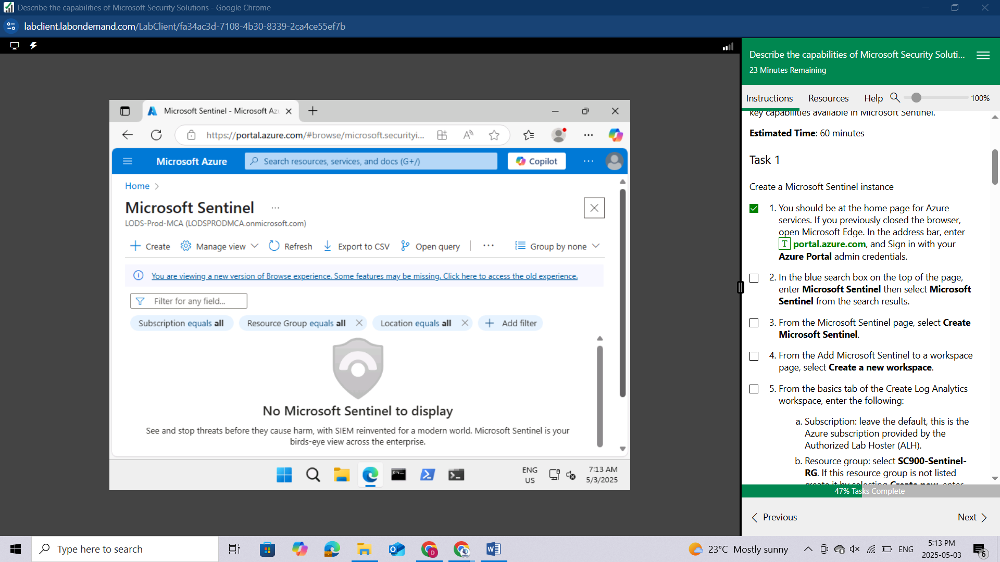 Describe the capabilities of Microsoft Security Solutions - Google Chrome
labclient.labondemand.com/LabClient/fa34ac3d-7108-4b30-8339-2ca4ce55ef7b
Microsoft Sentinel - Microsoft Az
https://portal.azure.com/#browse/microsoft.securityi...
Microsoft Azure
Search resources, services, and docs (G+/)
Copilot
Home
Microsoft Sentinel
LODS-Prod-MCA (LODSPRODMCA.onmicrosoft.com)
Create
Manage view
Refresh
Export to CSV
Open query
Group by none
You are viewing a new version of Browse experience. Some features may be missing. Click here to access the old experience.
Filter for any field...
Subscription equals all
Resource Group equals all
Location equals all
Add filter
No Microsoft Sentinel to display
See and stop threats before they cause harm, with SIEM reinvented for a modern world. Microsoft Sentinel is your
birds-eye view across the enterprise.
ENG
US
7:13 AM
5/3/2025
Describe the capabilities of Microsoft Security Soluti...
23 Minutes Remaining
Instructions
Resources
Help
100%
key capabilities available in Microsoft Sentinel.
Estimated Time: 60 minutes
Task 1
Create a Microsoft Sentinel instance
1. You should be at the home page for Azure
services. If you previously closed the browser,
open Microsoft Edge. In the address bar, enter
T portal.azure.com, and Sign in with your
Azure Portal admin credentials.
2. In the blue search box on the top of the page,
enter Microsoft Sentinel then select Microsoft
Sentinel from the search results.
3. From the Microsoft Sentinel page, select Create
Microsoft Sentinel.
4. From the Add Microsoft Sentinel to a workspace
page, select Create a new workspace.
5. From the basics tab of the Create Log Analytics
workspace, enter the following:
a. Subscription: leave the default, this is the
Azure subscription provided by the
Authorized Lab Hoster (ALH).
b. Resource group: select SC900-Sentinel-
RG. If this resource group is not listed
create it by selecting Create new, enter
47% Tasks Complete
Previous
Next
Type here to search
23°C Mostly sunny
ENG
5:13 PM
2025-05-03
6